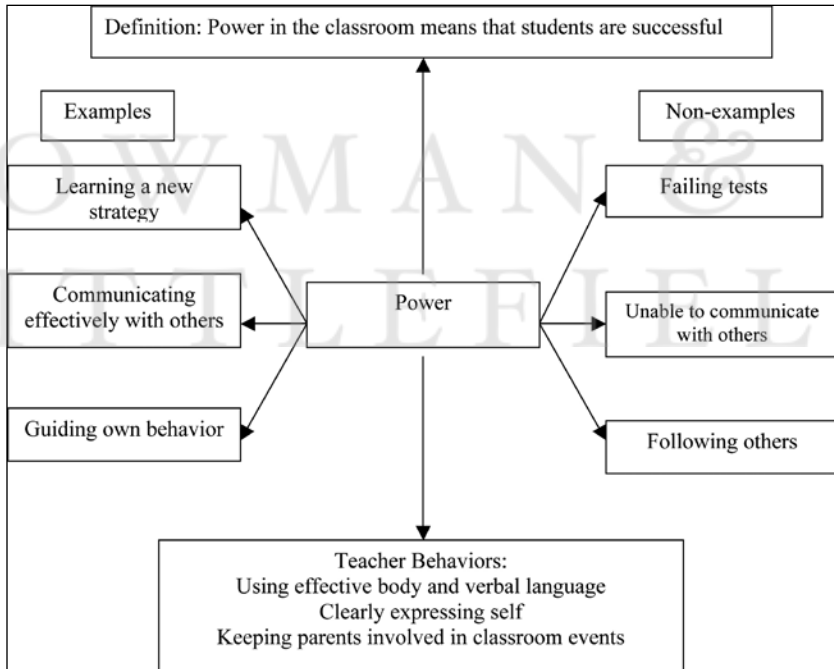 Definition: Power in the classroom means that students are successful
Examples
Non-examples
Learning a new
strategy
Failing tests
Communicating
effectively with others
Power
Unable to communicate
with others
Guiding own behavior
Following others
Teacher Behaviors:
Using effective body and verbal language
Clearly expressing self
Keeping parents involved in classroom events
OWMAN &
ITTLEFIEL